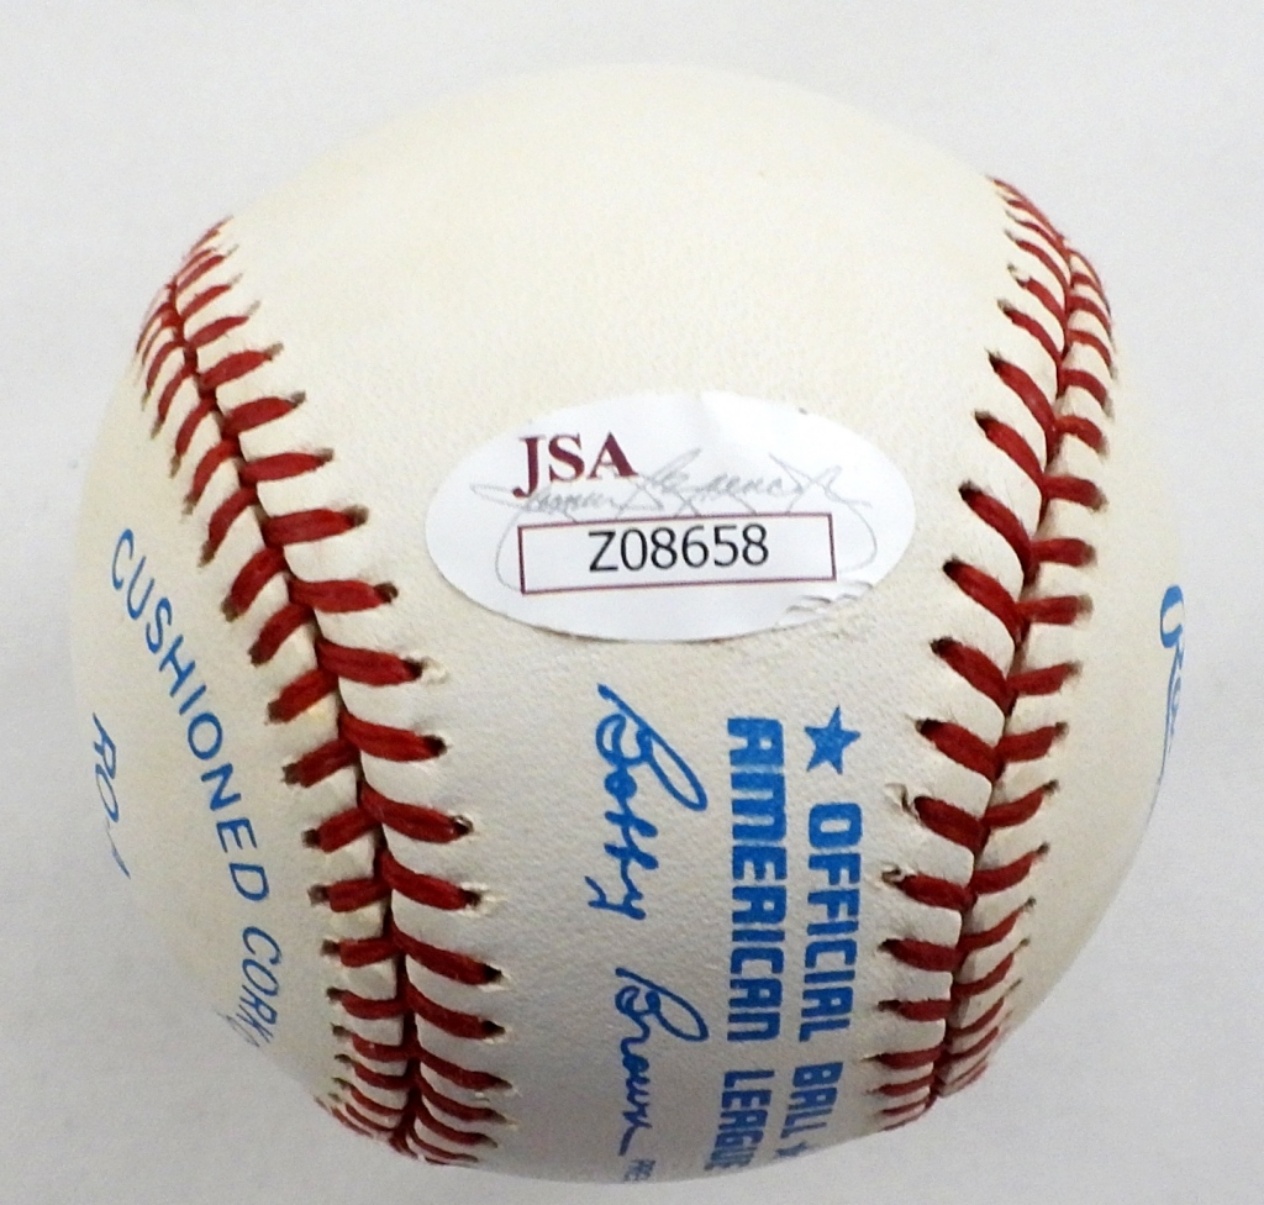 JSA
Z08658
★ OFFICIAL BALL ★
AMERICAN LEAGUE
Bobby Brown
CUSHIONED CORK